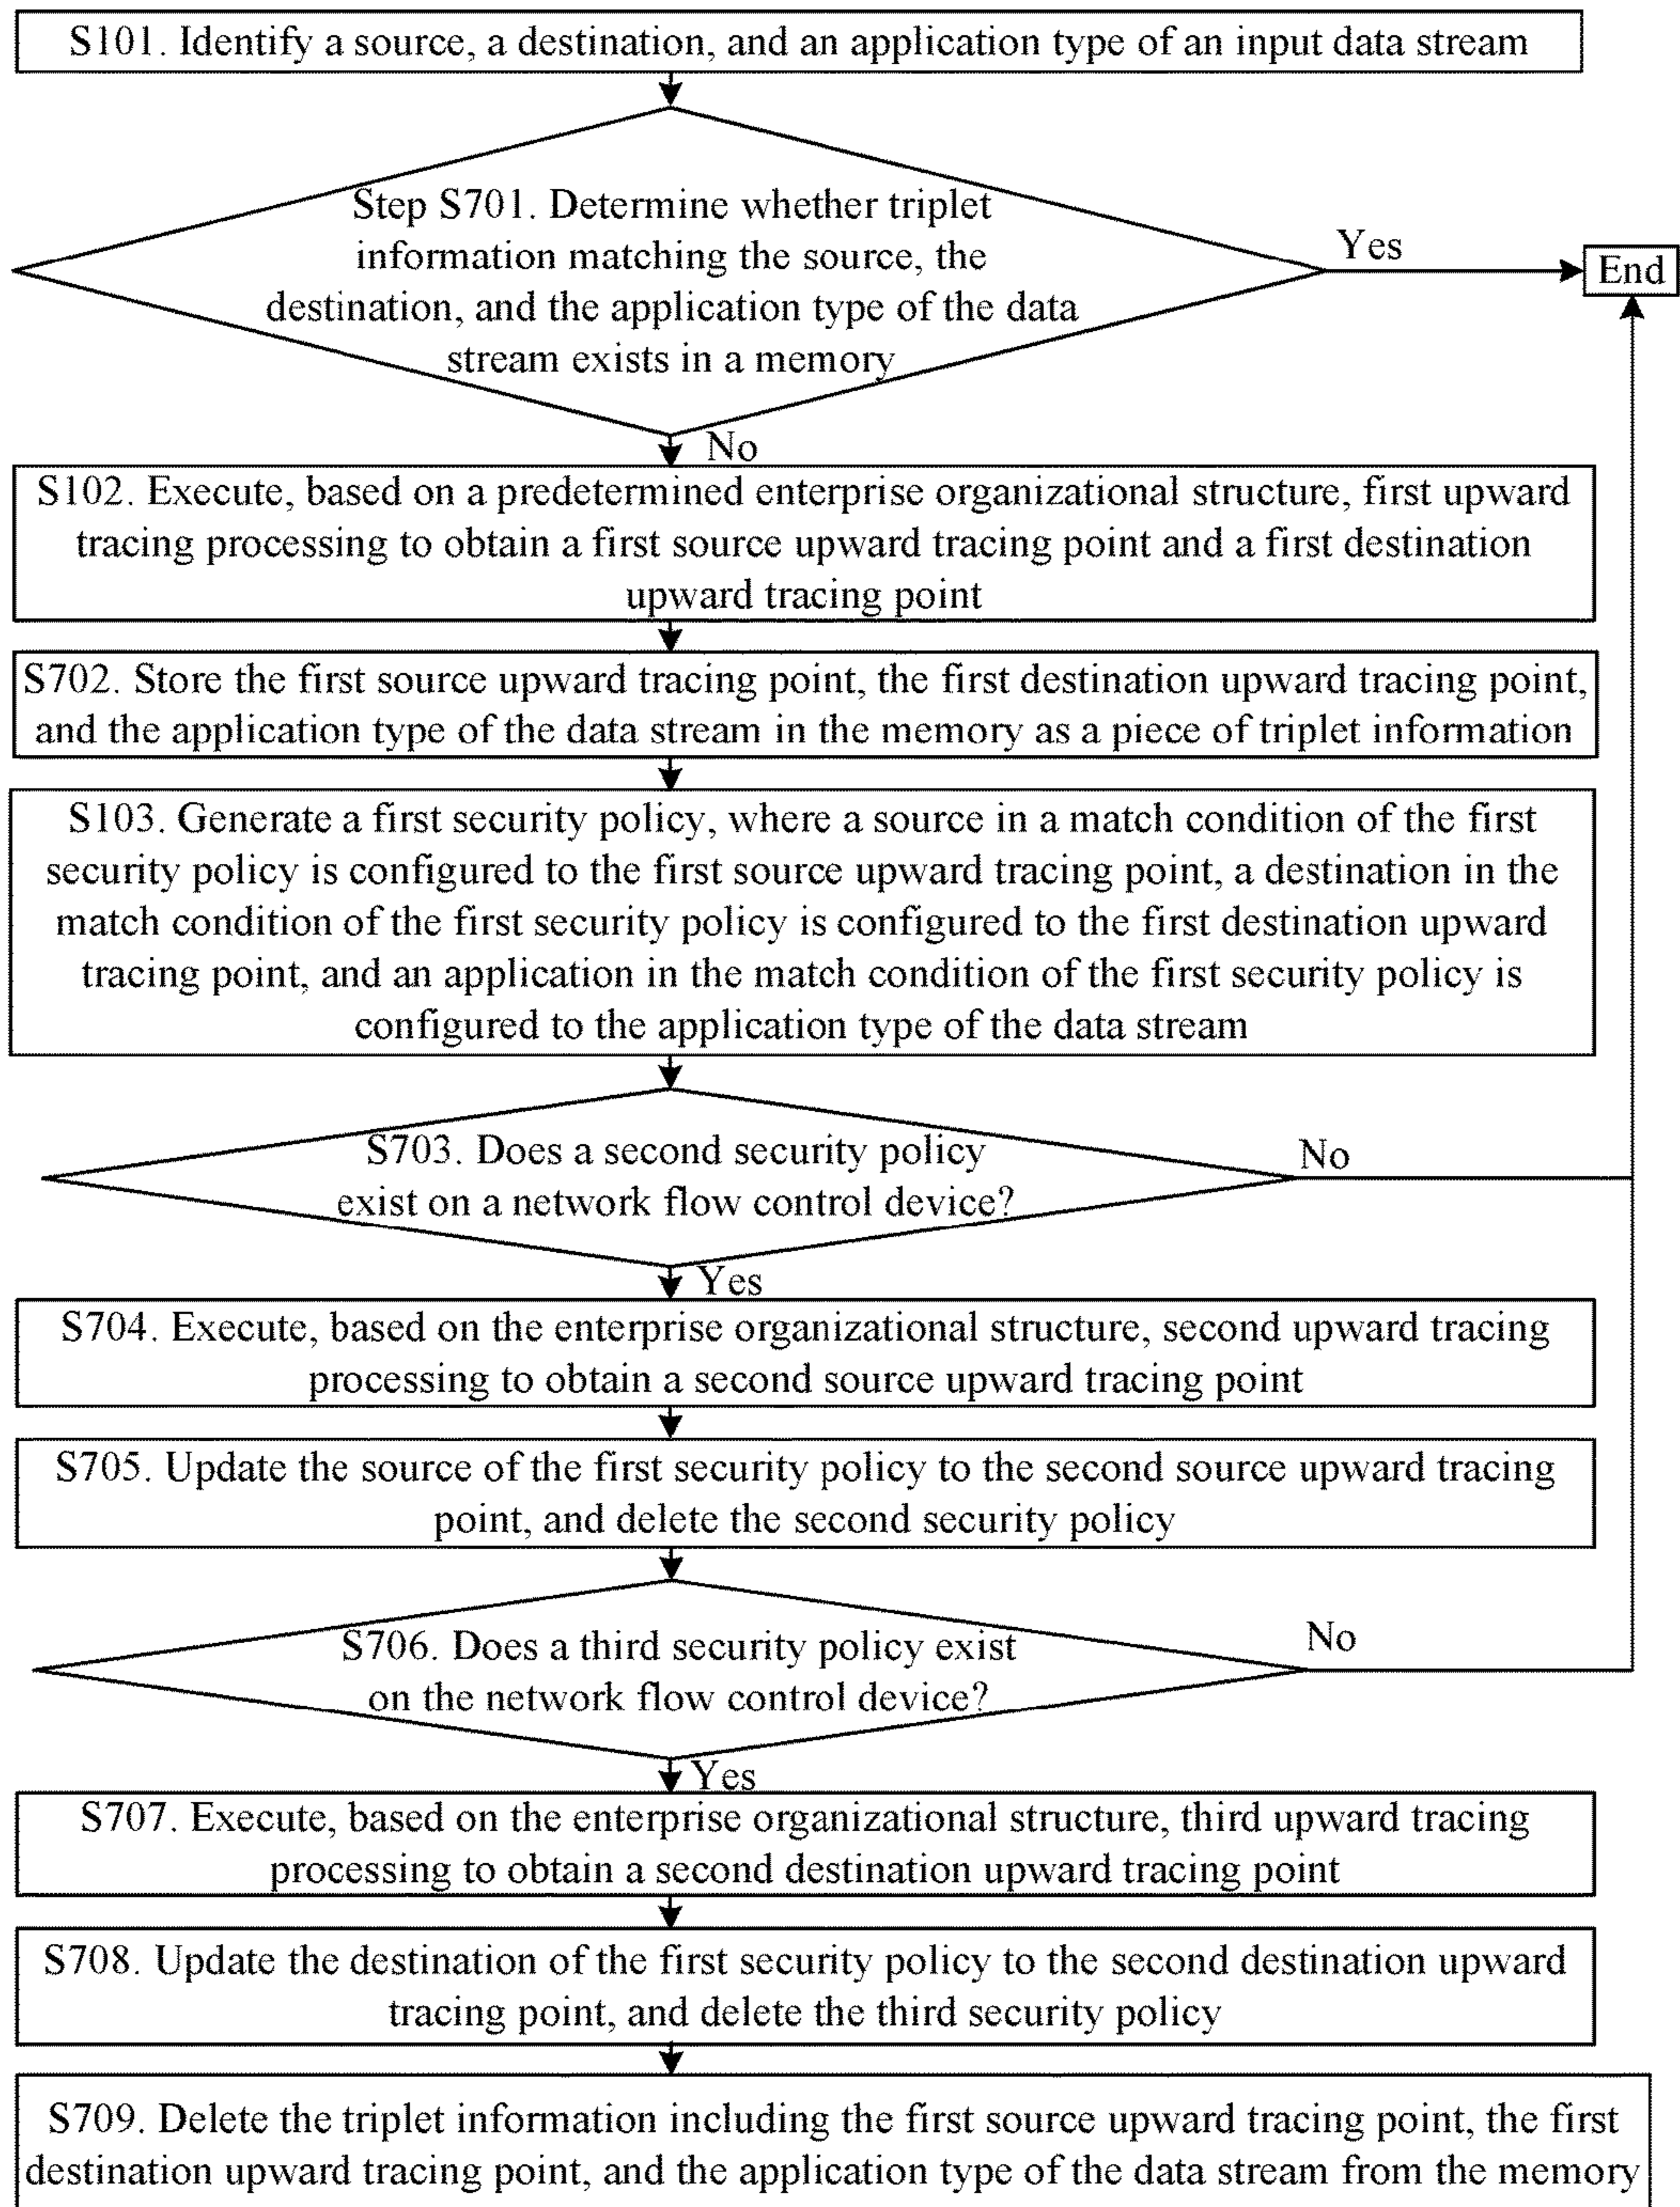 S101. Identify a source, a destination, and an application type of an input data stream
Step S701. Determine whether triplet
information matching the source, the
destination, and the application type of the data
stream exists in a memory
Yes
End
No
S102. Execute, based on a predetermined enterprise organizational structure, first upward
tracing processing to obtain a first source upward tracing point and a first destination
upward tracing point
S702. Store the first source upward tracing point, the first destination upward tracing point,
and the application type of the data stream in the memory as a piece of triplet information
S103. Generate a first security policy, where a source in a match condition of the first
security policy is configured to the first source upward tracing point, a destination in the
match condition of the first security policy is configured to the first destination upward
tracing point, and an application in the match condition of the first security policy is
configured to the application type of the data stream
S703. Does a second security policy
exist on a network flow control device?
No
Yes
S704. Execute, based on the enterprise organizational structure, second upward tracing
processing to obtain a second source upward tracing point
S705. Update the source of the first security policy to the second source upward tracing
point, and delete the second security policy
S706. Does a third security policy exist
on the network flow control device?
No
Yes
S707. Execute, based on the enterprise organizational structure, third upward tracing
processing to obtain a second destination upward tracing point
S708. Update the destination of the first security policy to the second destination upward
tracing point, and delete the third security policy
S709. Delete the triplet information including the first source upward tracing point, the first
destination upward tracing point, and the application type of the data stream from the memory